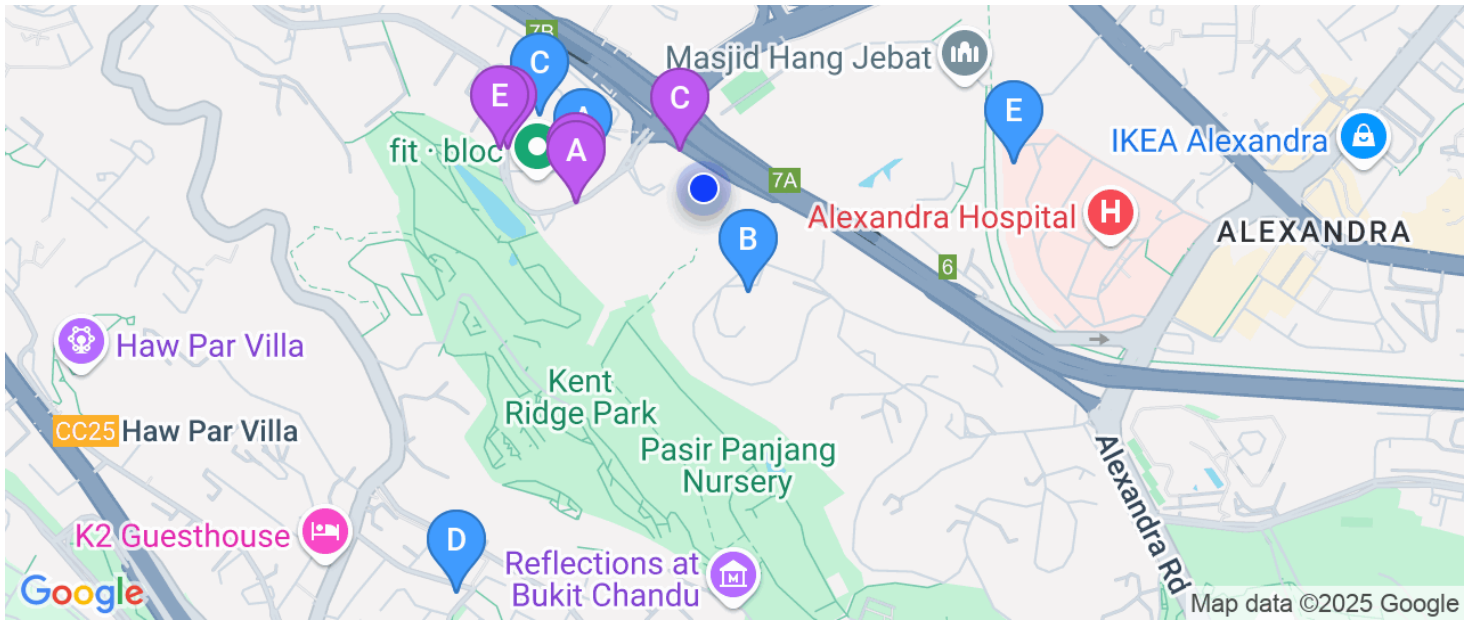 7B
C
Masjid Hang Jebat
E
C
E
A
fit · bloc
A
IKEA Alexandra
7A
Alexandra Hospital
H
B
ALEXANDRA
6
Haw Par Villa
Kent
Ridge Park
CC25 Haw Par Villa
Pasir Panjang
Nursery
Alexandra Rd
K2 Guesthouse
D
Reflections at
Bukit Chandu
M
Google
Map data ©2025 Google